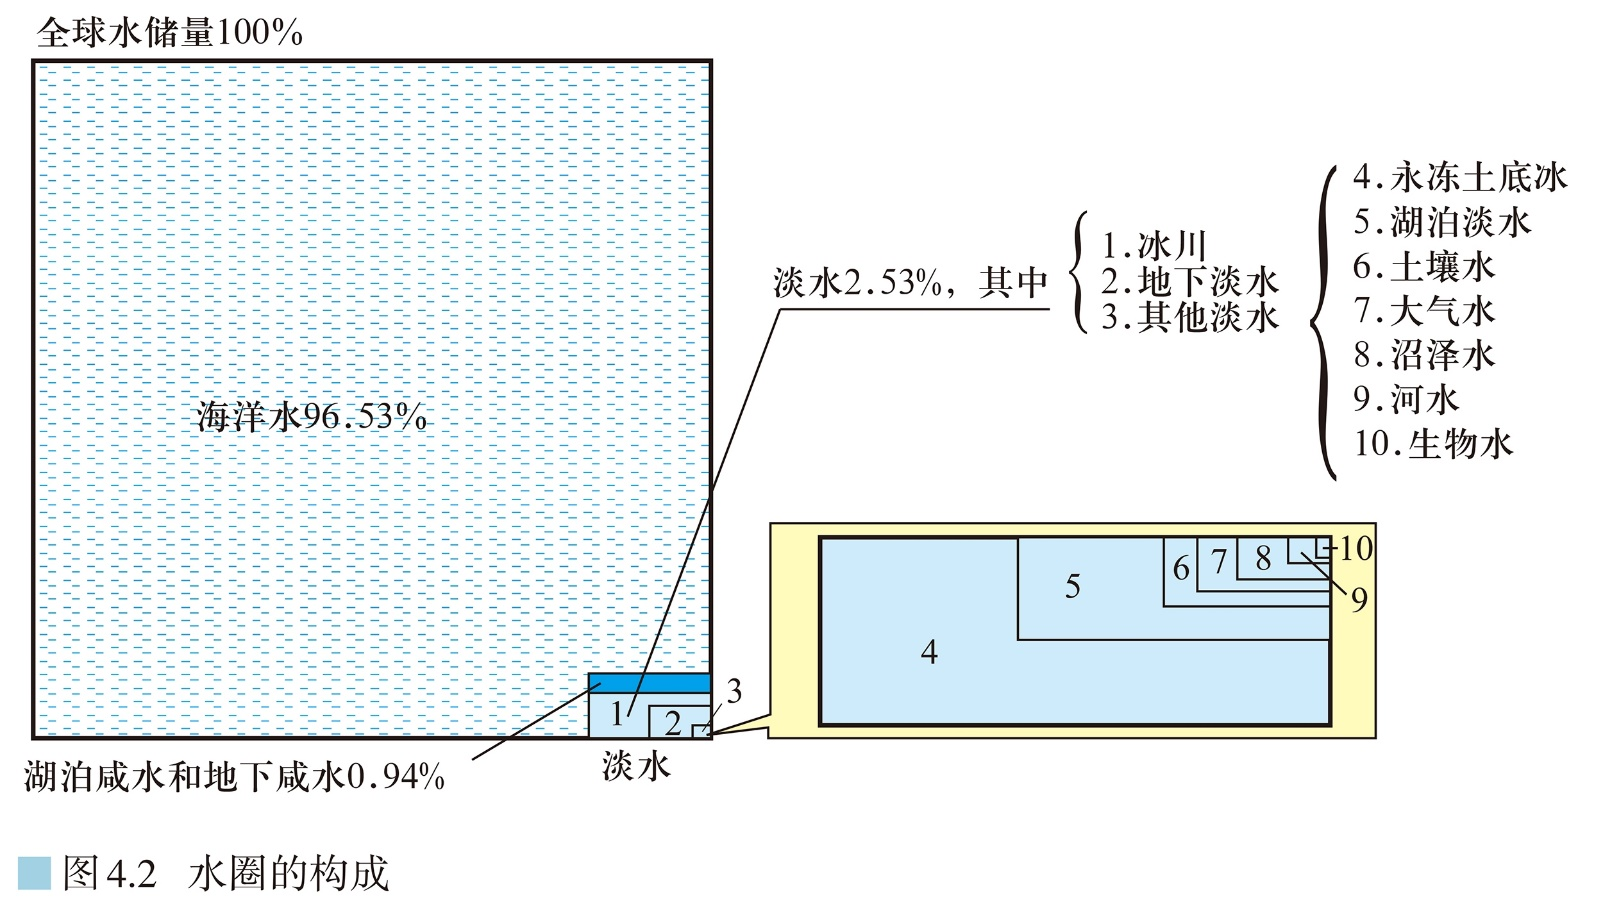 全球水储量100%
海洋水96.53%
淡水2.53%，其中
1.冰川
2.地下淡水
3.其他淡水
4.永冻土底冰
5.湖泊淡水
6.土壤水
7.大气水
8.沼泽水
9.河水
10.生物水
1
2
3
淡水
湖泊咸水和地下咸水0.94%
4
5
6
7
8
9
10
图4.2 水圈的构成